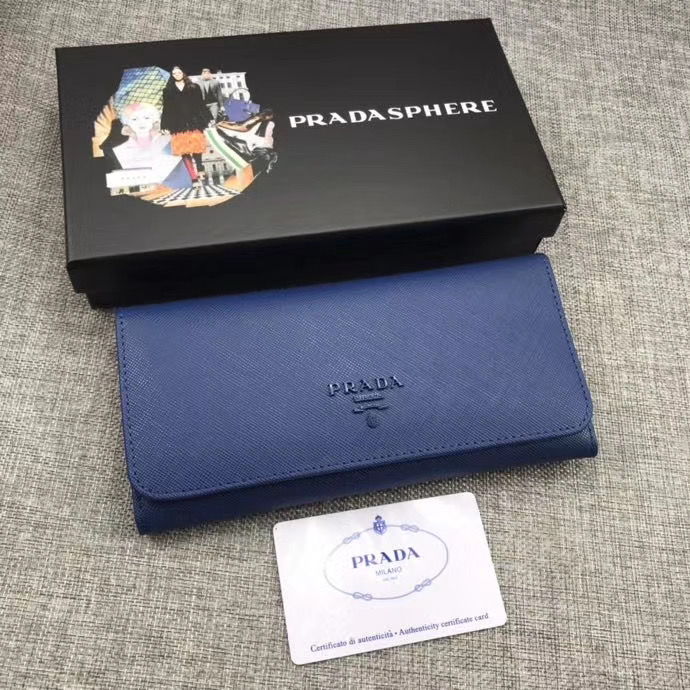 PRADASPHERE
PRADA
PRADA
MILANO
Certificato di autenticità • Authenticity certificate card